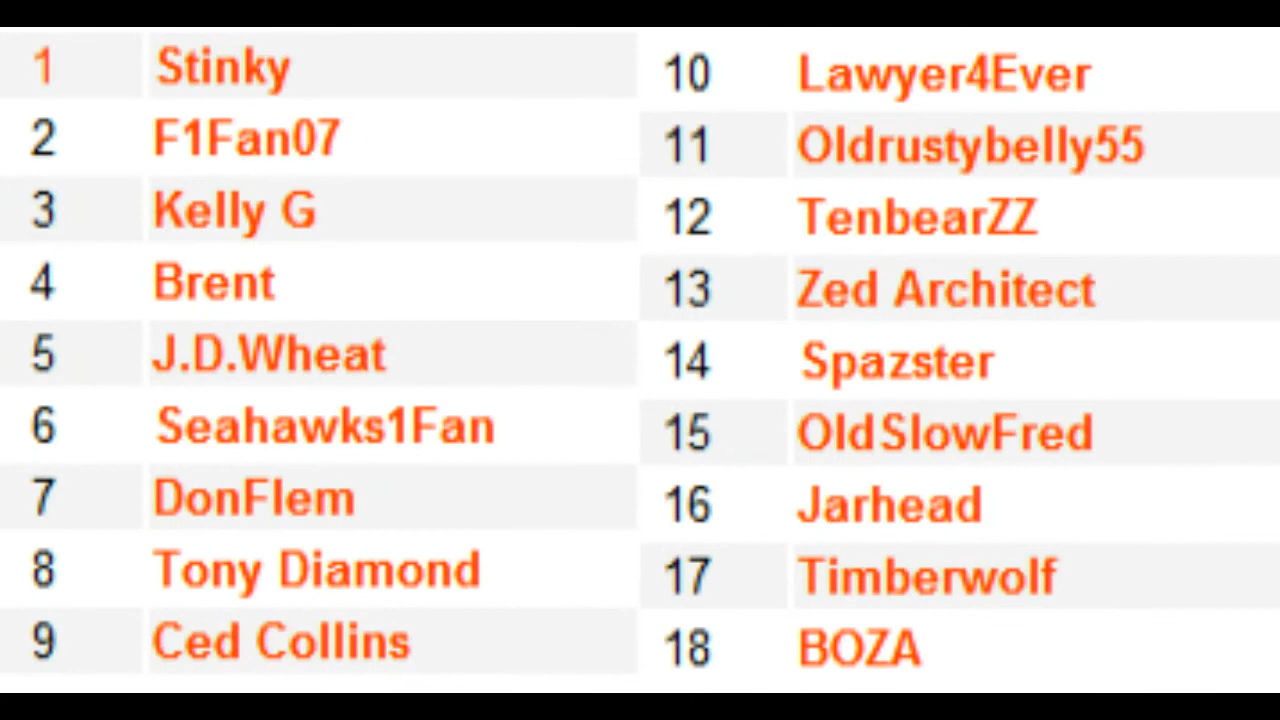 1 Stinky
2 F1Fan07
3 Kelly G
4 Brent
5 J.D.Wheat
6 Seahawks1Fan
7 DonFlem
8 Tony Diamond
9 Ced Collins
10 Lawyer4Ever
11 Oldrustybelly55
12 TenbearZZ
13 Zed Architect
14 Spazster
15 OldSlowFred
16 Jarhead
17 Timberwolf
18 BOZA